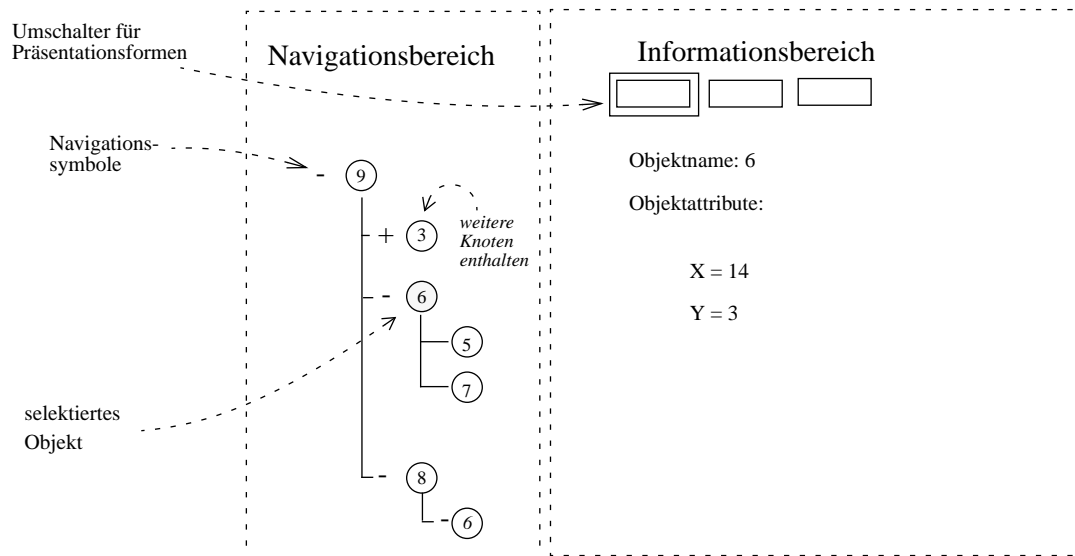 Umschalter für
Präsentationsformen
Navigationsbereich
Informationsbereich
Navigations-
symbole
- 9
+ 3
weitere
Knoten
enthalten
- 6
5
7
selektiertes
Objekt
- 8
- 6
Objektname: 6
Objektattribute:
X = 14
Y = 3